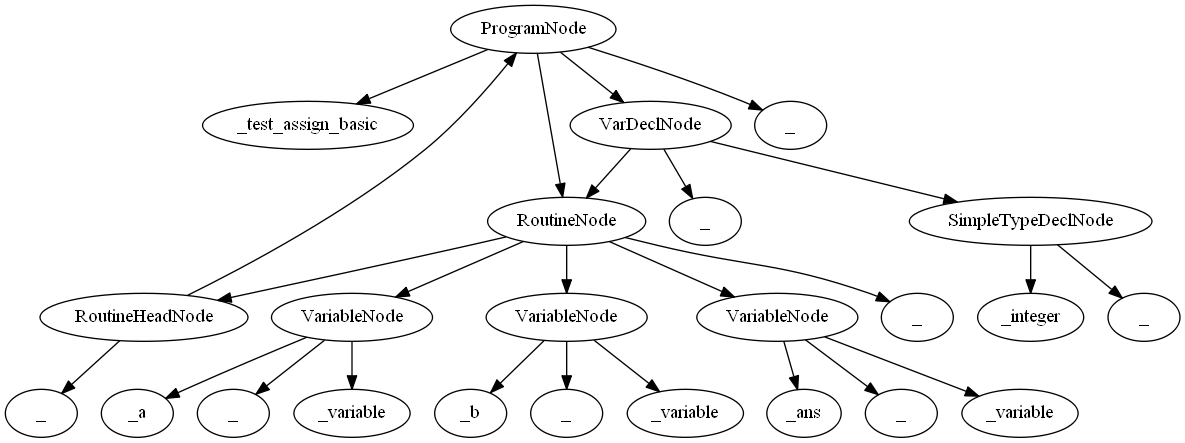 ProgramNode
_test_assign_basic
VarDeclNode
_
RoutineNode
_
SimpleTypeDeclNode
RoutineHeadNode
VariableNode
VariableNode
VariableNode
_
_integer
_
_
_a
_
_variable
_b
_
_variable
_ans
_
_variable